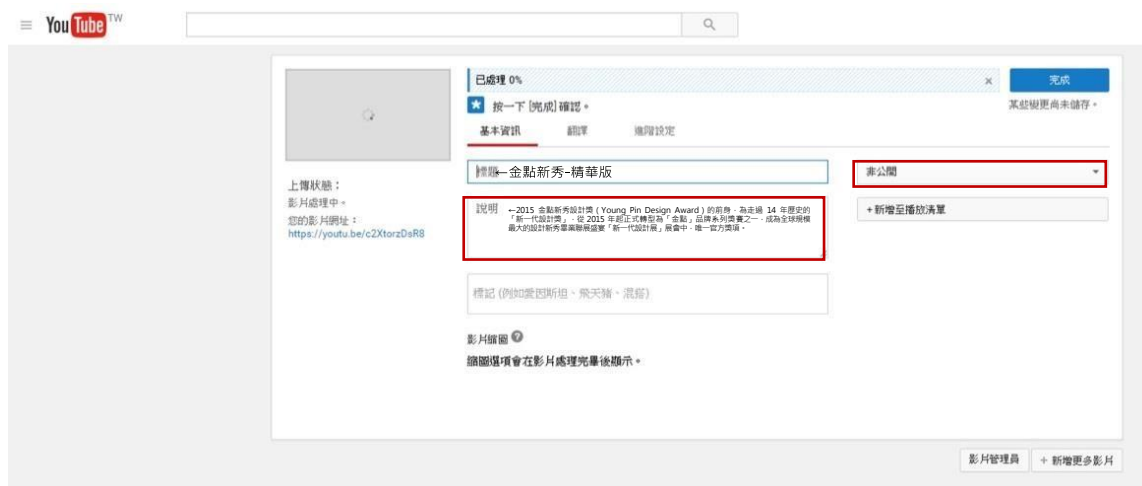 YouTube TW
已處理 0%
完成
按一下 [完成] 確認。
某些變更尚未儲存。
基本資訊 翻譯 進階設定
標題←金點新秀-精華版
非公開
上傳狀態：
影片處理中。
您的影片網址：
https://youtu.be/c2XtorzDsR8
說明 ←2015 金點新秀設計獎 ( Young Pin Design Award ) 的前身，為走過 14 年歷史的
「新一代設計獎」，從 2015 年起正式轉型為「金點」品牌系列獎賽之一，成為全球規模
最大的設計新秀畢業聯展盛宴「新一代設計展」展會中，唯一官方獎項。
+ 新增至播放清單
標記 (例如愛因斯坦、飛天豬、混搭)
影片縮圖
縮圖選項會在影片處理完畢後顯示。
影片管理員
+ 新增更多影片